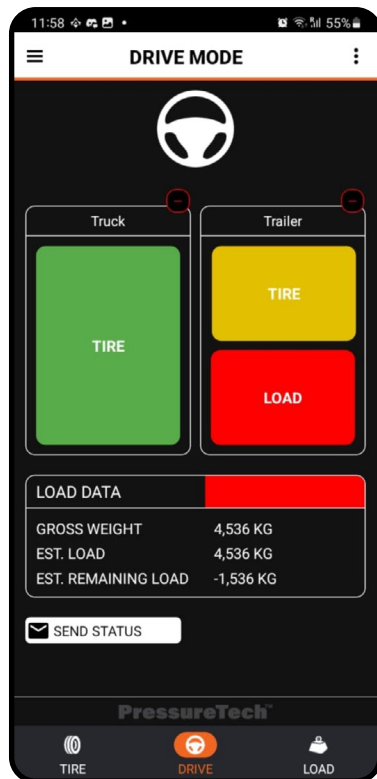 11:58 55%
DRIVE MODE
Truck
Trailer
TIRE
TIRE
LOAD
LOAD DATA
GROSS WEIGHT 4,536 KG
EST. LOAD 4,536 KG
EST. REMAINING LOAD -1,536 KG
SEND STATUS
PressureTech™
TIRE DRIVE LOAD